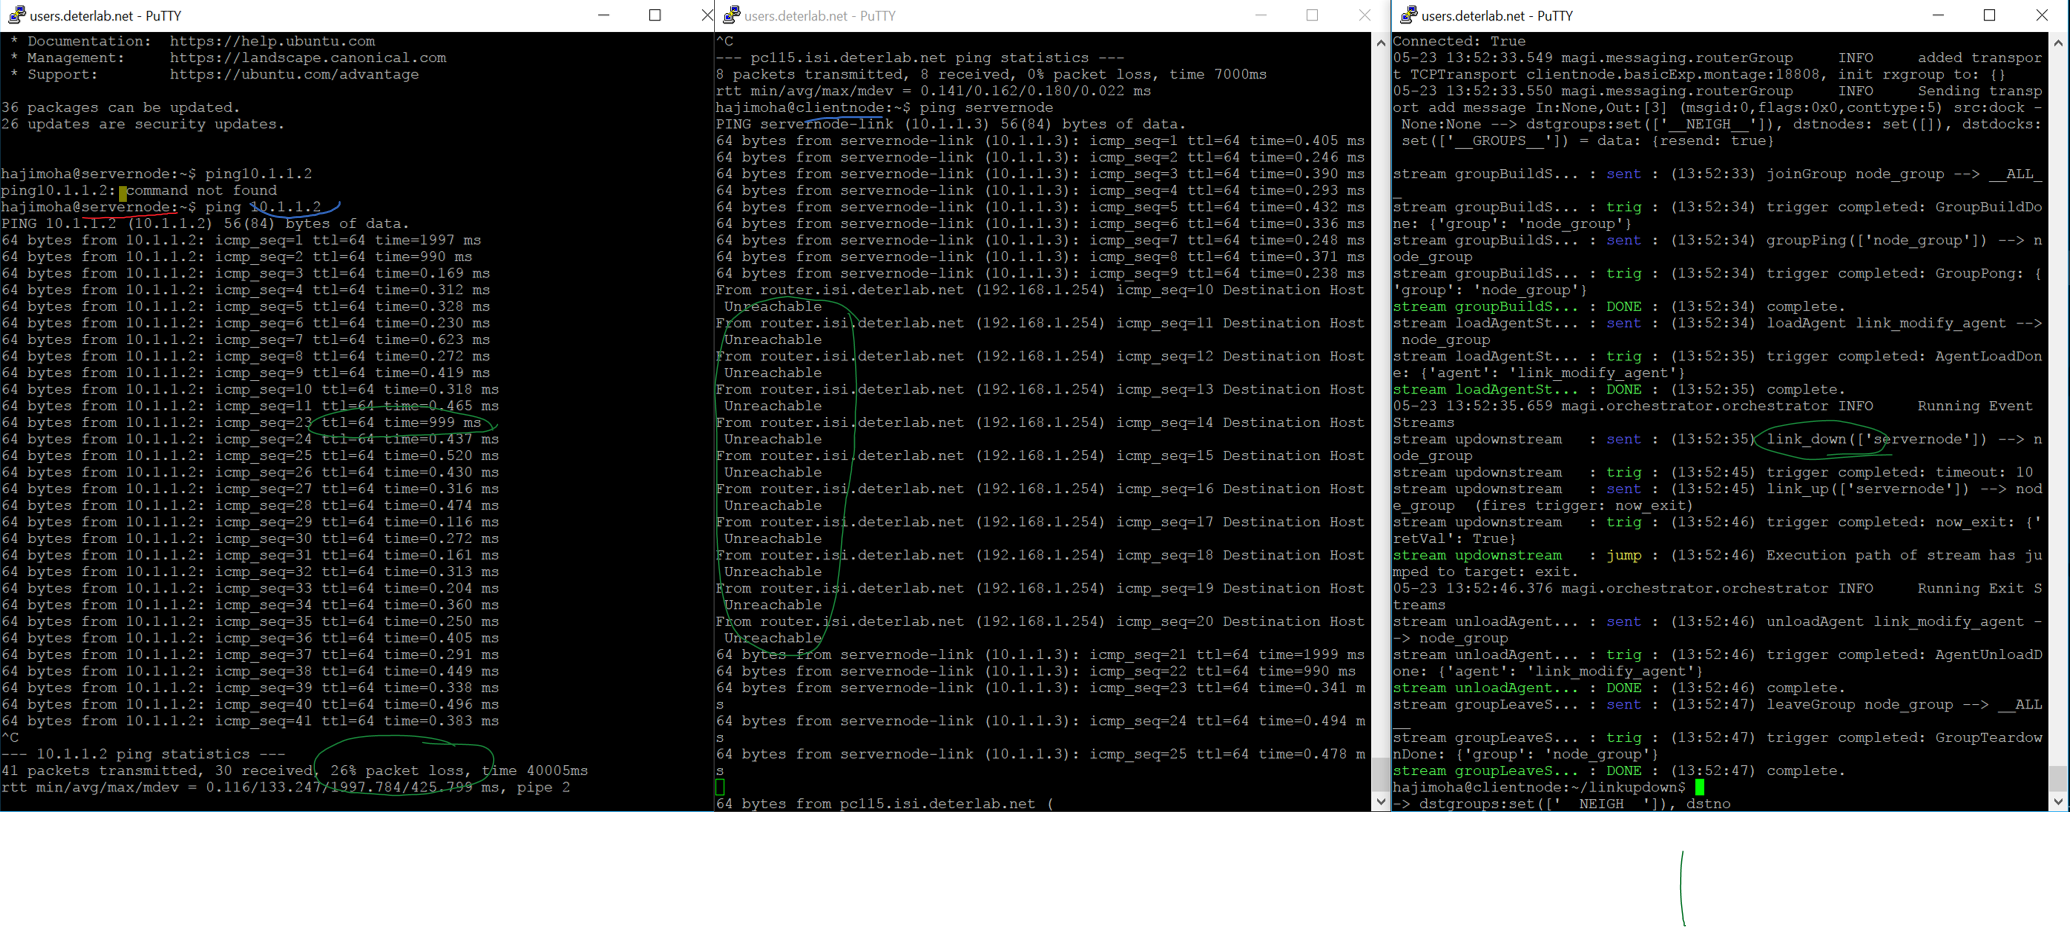 users.deterlab.net - PuTTY
* Documentation:  https://help.ubuntu.com
* Management:     https://landscape.canonical.com
* Support:        https://ubuntu.com/advantage
36 packages can be updated.
26 updates are security updates.
hajimoha@servernode:~$ ping10.1.1.2
ping10.1.1.2: command not found
hajimoha@servernode:~$ ping 10.1.1.2
PING 10.1.1.2 (10.1.1.2) 56(84) bytes of data.
64 bytes from 10.1.1.2: icmp_seq=1 ttl=64 time=1997 ms
64 bytes from 10.1.1.2: icmp_seq=2 ttl=64 time=990 ms
64 bytes from 10.1.1.2: icmp_seq=3 ttl=64 time=0.169 ms
64 bytes from 10.1.1.2: icmp_seq=4 ttl=64 time=0.312 ms
64 bytes from 10.1.1.2: icmp_seq=5 ttl=64 time=0.328 ms
64 bytes from 10.1.1.2: icmp_seq=6 ttl=64 time=0.230 ms
64 bytes from 10.1.1.2: icmp_seq=7 ttl=64 time=0.623 ms
64 bytes from 10.1.1.2: icmp_seq=8 ttl=64 time=0.272 ms
64 bytes from 10.1.1.2: icmp_seq=9 ttl=64 time=0.419 ms
64 bytes from 10.1.1.2: icmp_seq=10 ttl=64 time=0.318 ms
64 bytes from 10.1.1.2: icmp_seq=11 ttl=64 time=0.465 ms
64 bytes from 10.1.1.2: icmp_seq=23 ttl=64 time=999 ms
64 bytes from 10.1.1.2: icmp_seq=24 ttl=64 time=0.437 ms
64 bytes from 10.1.1.2: icmp_seq=25 ttl=64 time=0.520 ms
64 bytes from 10.1.1.2: icmp_seq=26 ttl=64 time=0.430 ms
64 bytes from 10.1.1.2: icmp_seq=27 ttl=64 time=0.316 ms
64 bytes from 10.1.1.2: icmp_seq=28 ttl=64 time=0.474 ms
64 bytes from 10.1.1.2: icmp_seq=29 ttl=64 time=0.116 ms
64 bytes from 10.1.1.2: icmp_seq=30 ttl=64 time=0.272 ms
64 bytes from 10.1.1.2: icmp_seq=31 ttl=64 time=0.161 ms
64 bytes from 10.1.1.2: icmp_seq=32 ttl=64 time=0.313 ms
64 bytes from 10.1.1.2: icmp_seq=33 ttl=64 time=0.204 ms
64 bytes from 10.1.1.2: icmp_seq=34 ttl=64 time=0.360 ms
64 bytes from 10.1.1.2: icmp_seq=35 ttl=64 time=0.250 ms
64 bytes from 10.1.1.2: icmp_seq=36 ttl=64 time=0.405 ms
64 bytes from 10.1.1.2: icmp_seq=37 ttl=64 time=0.291 ms
64 bytes from 10.1.1.2: icmp_seq=38 ttl=64 time=0.449 ms
64 bytes from 10.1.1.2: icmp_seq=39 ttl=64 time=0.338 ms
64 bytes from 10.1.1.2: icmp_seq=40 ttl=64 time=0.496 ms
64 bytes from 10.1.1.2: icmp_seq=41 ttl=64 time=0.383 ms
^C
--- 10.1.1.2 ping statistics ---
41 packets transmitted, 30 received, 26% packet loss, time 40005ms
rtt min/avg/max/mdev = 0.116/133.247/1997.784/425.799 ms, pipe 2
users.deterlab.net - PuTTY
^C
--- pc115.isi.deterlab.net ping statistics ---
8 packets transmitted, 8 received, 0% packet loss, time 7000ms
rtt min/avg/max/mdev = 0.141/0.162/0.180/0.022 ms
hajimoha@clientnode:~$ ping servernode
PING servernode-link (10.1.1.3) 56(84) bytes of data.
64 bytes from servernode-link (10.1.1.3): icmp_seq=1 ttl=64 time=0.405 ms
64 bytes from servernode-link (10.1.1.3): icmp_seq=2 ttl=64 time=0.246 ms
64 bytes from servernode-link (10.1.1.3): icmp_seq=3 ttl=64 time=0.390 ms
64 bytes from servernode-link (10.1.1.3): icmp_seq=4 ttl=64 time=0.293 ms
64 bytes from servernode-link (10.1.1.3): icmp_seq=5 ttl=64 time=0.432 ms
64 bytes from servernode-link (10.1.1.3): icmp_seq=6 ttl=64 time=0.336 ms
64 bytes from servernode-link (10.1.1.3): icmp_seq=7 ttl=64 time=0.248 ms
64 bytes from servernode-link (10.1.1.3): icmp_seq=8 ttl=64 time=0.371 ms
64 bytes from servernode-link (10.1.1.3): icmp_seq=9 ttl=64 time=0.238 ms
From router.isi.deterlab.net (192.168.1.254) icmp_seq=10 Destination Host
Unreachable
From router.isi.deterlab.net (192.168.1.254) icmp_seq=11 Destination Host
Unreachable
From router.isi.deterlab.net (192.168.1.254) icmp_seq=12 Destination Host
Unreachable
From router.isi.deterlab.net (192.168.1.254) icmp_seq=13 Destination Host
Unreachable
From router.isi.deterlab.net (192.168.1.254) icmp_seq=14 Destination Host
Unreachable
From router.isi.deterlab.net (192.168.1.254) icmp_seq=15 Destination Host
Unreachable
From router.isi.deterlab.net (192.168.1.254) icmp_seq=16 Destination Host
Unreachable
From router.isi.deterlab.net (192.168.1.254) icmp_seq=17 Destination Host
Unreachable
From router.isi.deterlab.net (192.168.1.254) icmp_seq=18 Destination Host
Unreachable
From router.isi.deterlab.net (192.168.1.254) icmp_seq=19 Destination Host
Unreachable
From router.isi.deterlab.net (192.168.1.254) icmp_seq=20 Destination Host
Unreachable
64 bytes from servernode-link (10.1.1.3): icmp_seq=21 ttl=64 time=1999 ms
64 bytes from servernode-link (10.1.1.3): icmp_seq=22 ttl=64 time=990 ms
64 bytes from servernode-link (10.1.1.3): icmp_seq=23 ttl=64 time=0.341 m
s
64 bytes from servernode-link (10.1.1.3): icmp_seq=24 ttl=64 time=0.494 m
s
64 bytes from servernode-link (10.1.1.3): icmp_seq=25 ttl=64 time=0.478 m
s
64 bytes from pc115.isi.deterlab.net (
users.deterlab.net - PuTTY
Connected: True
05-23 13:52:33.549 magi.messaging.routerGroup     INFO     added transpor
t TCPTransport clientnode.basicExp.montage:18808, init rxgroup to: {}
05-23 13:52:33.550 magi.messaging.routerGroup     INFO     Sending transp
ort add message In:None,Out:[3] (msgid:0,flags:0x0,conttype:5) src:dock -
None:None --> dstgroups:set(['__NEIGH__']), dstnodes: set([]), dstdocks:
set(['__GROUPS__']) = data: {resend: true}
stream groupBuildS... : sent : (13:52:33) joinGroup node_group --> __ALL_
_
stream groupBuildS... : trig : (13:52:34) trigger completed: GroupBuildDo
ne: {'group': 'node_group'}
stream groupBuildS... : sent : (13:52:34) groupPing(['node_group']) --> n
ode_group
stream groupBuildS... : trig : (13:52:34) trigger completed: GroupPong: {
'group': 'node_group'}
stream groupBuildS... : DONE : (13:52:34) complete.
stream loadAgentSt... : sent : (13:52:34) loadAgent link_modify_agent -->
node_group
stream loadAgentSt... : trig : (13:52:35) trigger completed: AgentLoadDon
e: {'agent': 'link_modify_agent'}
stream loadAgentSt... : DONE : (13:52:35) complete.
05-23 13:52:35.659 magi.orchestrator.orchestrator INFO     Running Event
Streams
stream updownstream   : sent : (13:52:35) link_down(['servernode']) --> n
ode_group
stream updownstream   : trig : (13:52:45) trigger completed: timeout: 10
stream updownstream   : sent : (13:52:45) link_up(['servernode']) --> nod
e_group  (fires trigger: now_exit)
stream updownstream   : trig : (13:52:46) trigger completed: now_exit: {'
retVal': True}
stream updownstream   : jump : (13:52:46) Execution path of stream has ju
mped to target: exit.
05-23 13:52:46.376 magi.orchestrator.orchestrator INFO     Running Exit S
treams
stream unloadAgent... : sent : (13:52:46) unloadAgent link_modify_agent -
-> node_group
stream unloadAgent... : trig : (13:52:46) trigger completed: AgentUnloadD
one: {'agent': 'link_modify_agent'}
stream unloadAgent... : DONE : (13:52:46) complete.
stream groupLeaveS... : sent : (13:52:47) leaveGroup node_group --> __ALL
__
stream groupLeaveS... : trig : (13:52:47) trigger completed: GroupTeardow
nDone: {'group': 'node_group'}
stream groupLeaveS... : DONE : (13:52:47) complete.
hajimoha@clientnode:~/linkupdown$
-> dstgroups:set(['__NEIGH__']), dstno